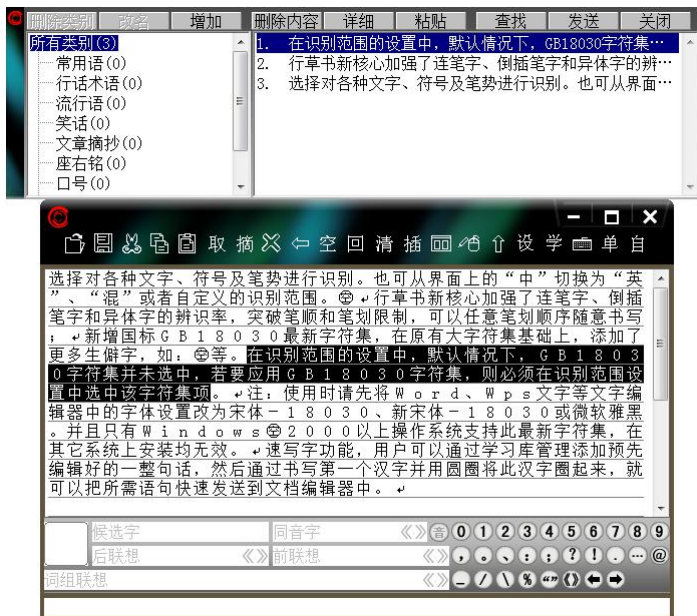 删除类别 改名 增加 删除内容 详细 粘贴 查找 发送 关闭
所有类别(3)
常用语(0)
行话术语(0)
流行语(0)
笑话(0)
文章摘抄(0)
座右铭(0)
口号(0)
1. 在识别范围的设置中，默认情况下，GB18030字符集…
2. 行草书新核心加强了连笔字、倒插笔字和异体字的辨…
3. 选择对各种文字、符号及笔势进行识别。也可从界面…
取 摘 空 回 清 插 设 学 单 自
选择对各种文字、符号及笔势进行识别。也可从界面上的“中”切换为“英
”、“混”或者自定义的识别范围。↵行草书新核心加强了连笔字、倒插
笔字和异体字的辨识率，突破笔顺和笔划限制，可以任意笔划顺序随意书写
；↵新增国标ＧＢ１８０３０最新字符集，在原有大字符集基础上，添加了
更多生僻字，如：等。在识别范围的设置中，默认情况下，ＧＢ１８０３
０字符集并未选中，若要应用ＧＢ１８０３０字符集，则必须在识别范围设
置中选中该字符集项。↵注：使用时请先将Ｗｏｒｄ、Ｗｐｓ文字等文字编
辑器中的字体设置改为宋体－１８０３０、新宋体－１８０３０或微软雅黑
。并且只有Ｗｉｎｄｏｗｓ２０００以上操作系统支持此最新字符集，在
其它系统上安装均无效。↵速写字功能，用户可以通过学习库管理添加预先
编辑好的一整句话，然后通过书写第一个汉字并用圆圈将此汉字圈起来，就
可以把所需语句快速发送到文档编辑器中。↵
候选字 同音字 《》 音 0 1 2 3 4 5 6 7 8 9
后联想 《》 前联想 《》 ， 。 、 ： ； ？ ！ . … @
词组联想 《》 – / \ % “” 《》 ← →